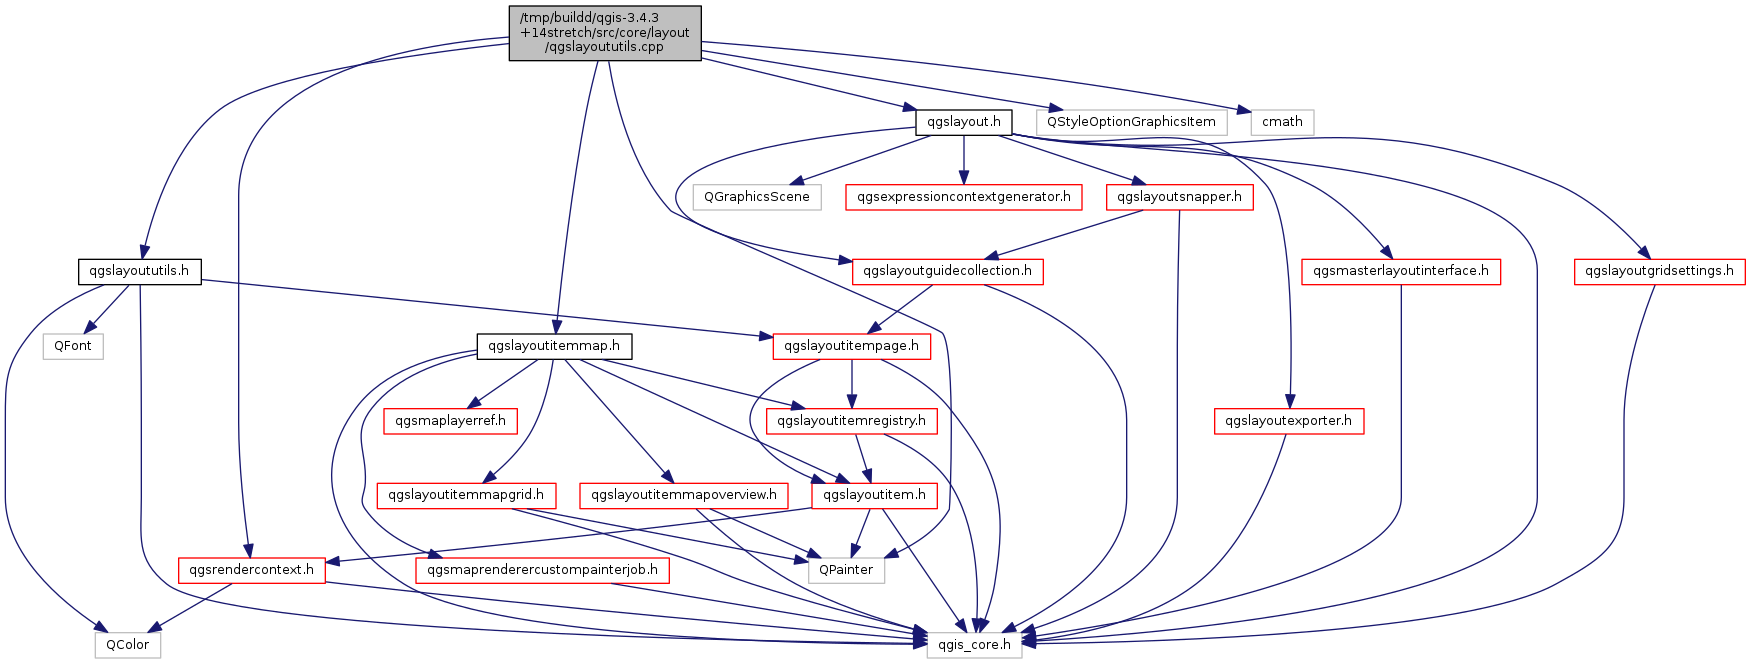 /tmp/buildd/qgis-3.4.3
+14stretch/src/core/layout
/qgslayoututils.cpp
qgslayout.h
QStyleOptionGraphicsItem
cmath
QGraphicsScene
qgsexpressioncontextgenerator.h
qgslayoutsnapper.h
qgslayoututils.h
qgslayoutguidecollection.h
qgsmasterlayoutinterface.h
qgslayoutgridsettings.h
QFont
qgslayoutitemmap.h
qgslayoutitempage.h
qgsmaplayerref.h
qgslayoutitemregistry.h
qgslayoutexporter.h
qgslayoutitemmapgrid.h
qgslayoutitemmapoverview.h
qgslayoutitem.h
qgsrendercontext.h
qgsmaprenderercustompainterjob.h
QPainter
QColor
qgis_core.h